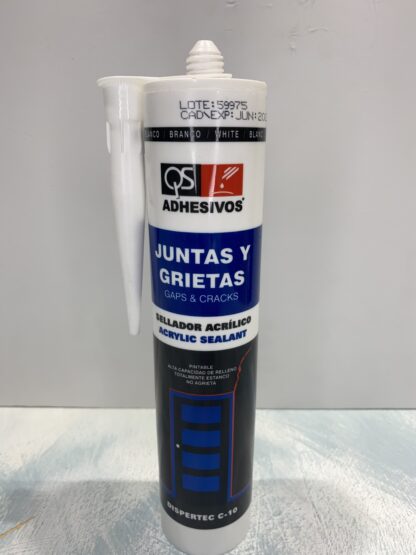 LOTE: 59975
CAD\EXP: JUN: 20
BLANCO / BRANCO / WHITE / BLANC
QS
ADHESIVOS
JUNTAS Y
GRIETAS
GAPS & CRACKS
SELLADOR ACRÍLICO
ACRYLIC SEALANT
PINTABLE
ALTA CAPACIDAD DE RELLENO
TOTALMENTE ESTANCO
NO AGRIETA
DISPERTEC C-10